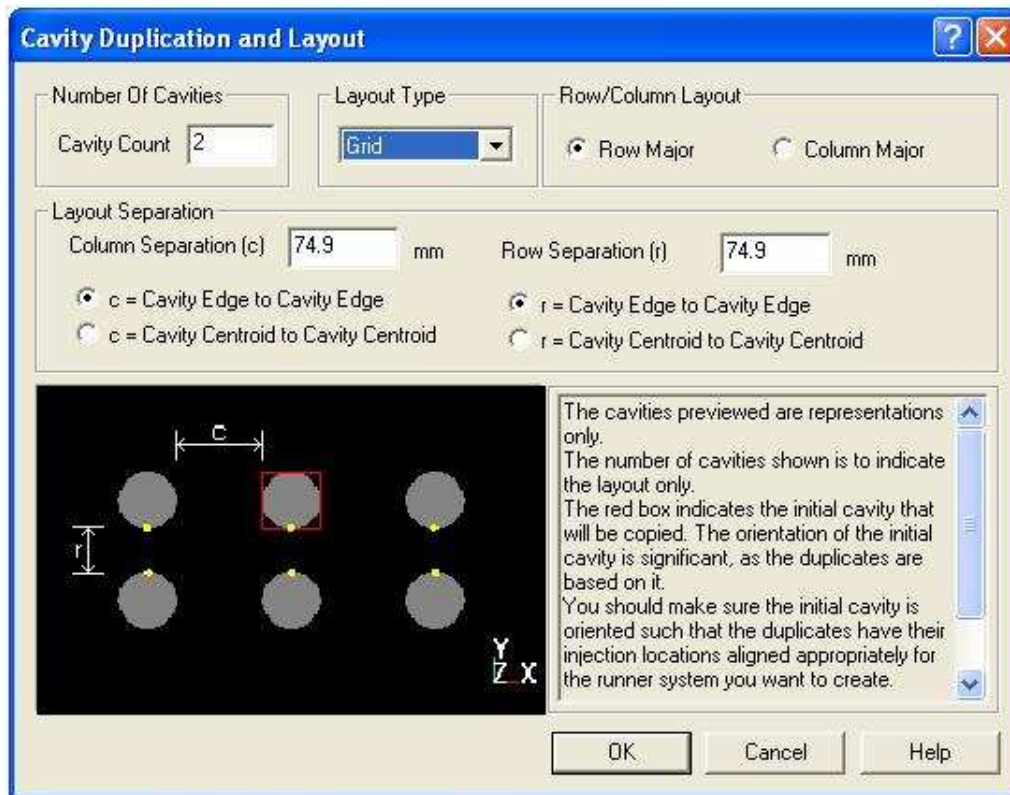 Cavity Duplication and Layout
Number Of Cavities
Cavity Count 2
Layout Type
Grid
Row/Column Layout
Row Major
Column Major
Layout Separation
Column Separation (c) 74.9 mm
Row Separation (r) 74.9 mm
c = Cavity Edge to Cavity Edge
c = Cavity Centroid to Cavity Centroid
r = Cavity Edge to Cavity Edge
r = Cavity Centroid to Cavity Centroid
C
r
Y
Z X
The cavities previewed are representations
only.
The number of cavities shown is to indicate
the layout only.
The red box indicates the initial cavity that
will be copied. The orientation of the initial
cavity is significant, as the duplicates are
based on it.
You should make sure the initial cavity is
oriented such that the duplicates have their
injection locations aligned appropriately for
the runner system you want to create.
OK
Cancel
Help